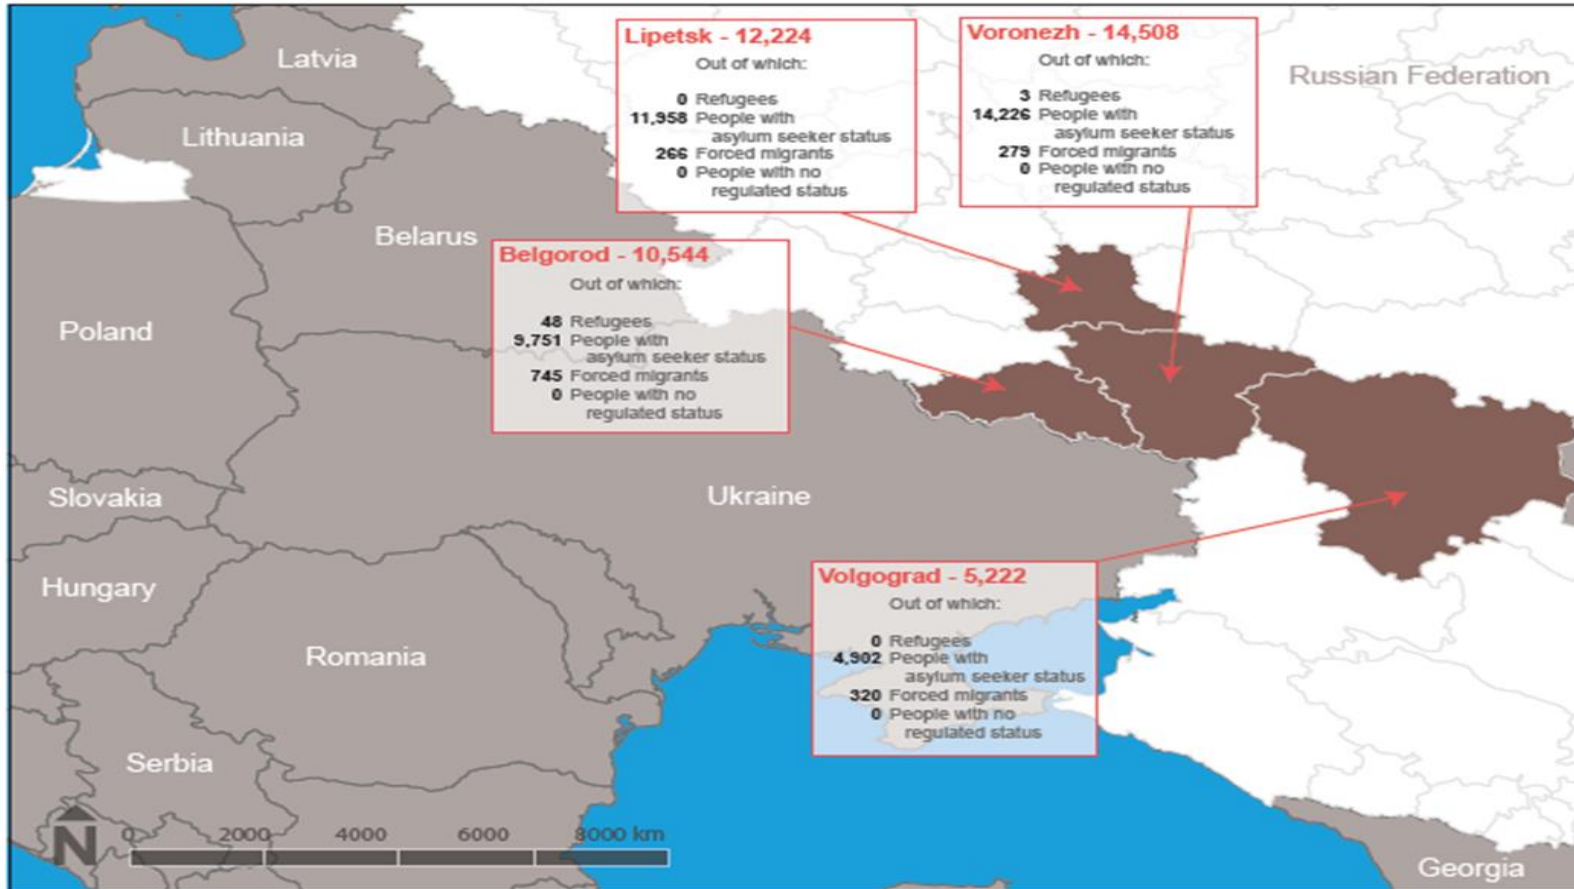 Latvia
Lithuania
Belarus
Poland
Slovakia
Hungary
Romania
Serbia
Ukraine
Russian Federation
Georgia
Lipetsk - 12,224
Out of which:
0 Refugees
11,958 People with
asylum seeker status
266 Forced migrants
0 People with no
regulated status
Voronezh - 14,508
Out of which:
3 Refugees
14,226 People with
asylum seeker status
279 Forced migrants
0 People with no
regulated status
Belgorod - 10,544
Out of which:
48 Refugees
9,751 People with
asylum seeker status
745 Forced migrants
0 People with no
regulated status
Volgograd - 5,222
Out of which:
0 Refugees
4,902 People with
asylum seeker status
320 Forced migrants
0 People with no
regulated status
N
0 2000 4000 6000 8000 km